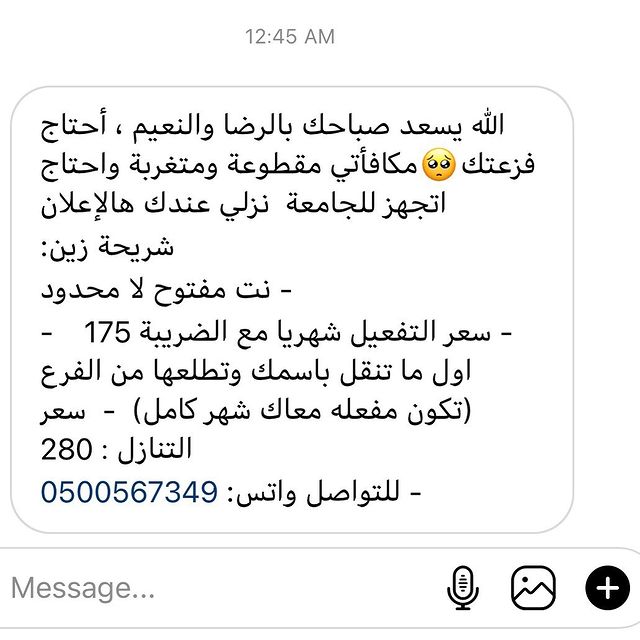 12:45 AM
الله يسعد صباحك بالرضا والنعيم ، أحتاج
فزعتك🥺مكافأتي مقطوعة ومتغربة واحتاج
اتجهز للجامعة  نزلي عندك هالإعلان
شريحة زين:
- نت مفتوح لا محدود
- سعر التفعيل شهريا مع الضريبة 175    -
اول ما تنقل باسمك وتطلعها من الفرع
(تكون مفعله معاك شهر كامل)  -  سعر
التنازل : 280
- للتواصل واتس: 0500567349
Message...